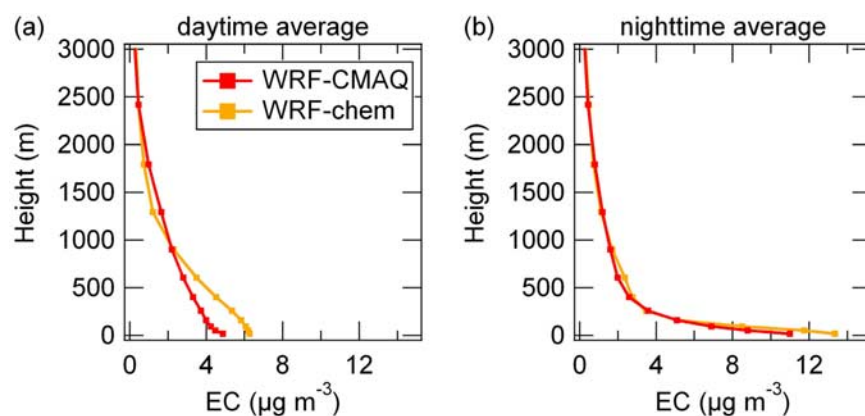 (a) daytime average
3000
2500
2000
1500
1000
500
0
Height (m)
WRF-CMAQ
WRF-chem
0 4 8 12
EC (µg m⁻³)
(b) nighttime average
3000
2500
2000
1500
1000
500
0
Height (m)
0 4 8 12
EC (µg m⁻³)